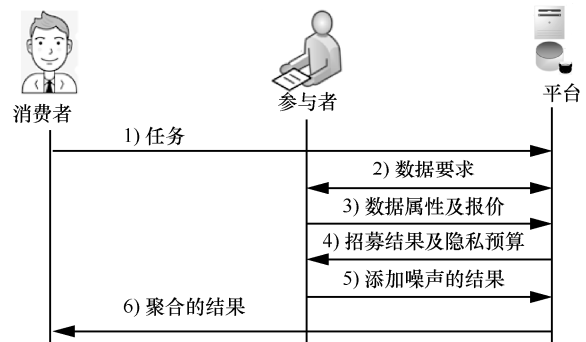 消费者
参与者
平台
1) 任务
2) 数据要求
3) 数据属性及报价
4) 招募结果及隐私预算
5) 添加噪声的结果
6) 聚合的结果